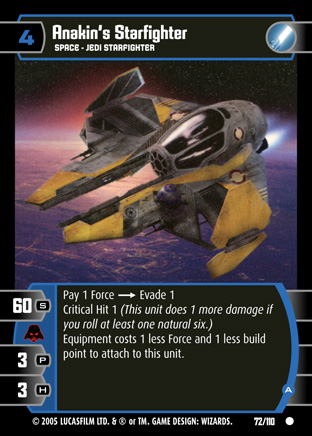 4
Anakin's Starfighter
SPACE - JEDI STARFIGHTER
60 S
3 P
3 H
Pay 1 Force → Evade 1
Critical Hit 1 (This unit does 1 more damage if
you roll at least one natural six.)
Equipment costs 1 less Force and 1 less build
point to attach to this unit.
A
© 2005 LUCASFILM LTD. & ® or TM. GAME DESIGN: WIZARDS.
72/110